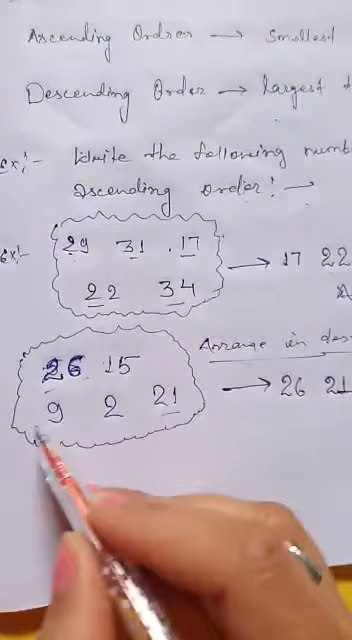 Ascending Ordrer → Smallest
Descending Order → largest t
Ex:- Write the following numb
ascending order:→
Ex:- 29 31 . 17 → 17 22
22 34
Arrange in des
26 15
→ 26 21
9 2 21